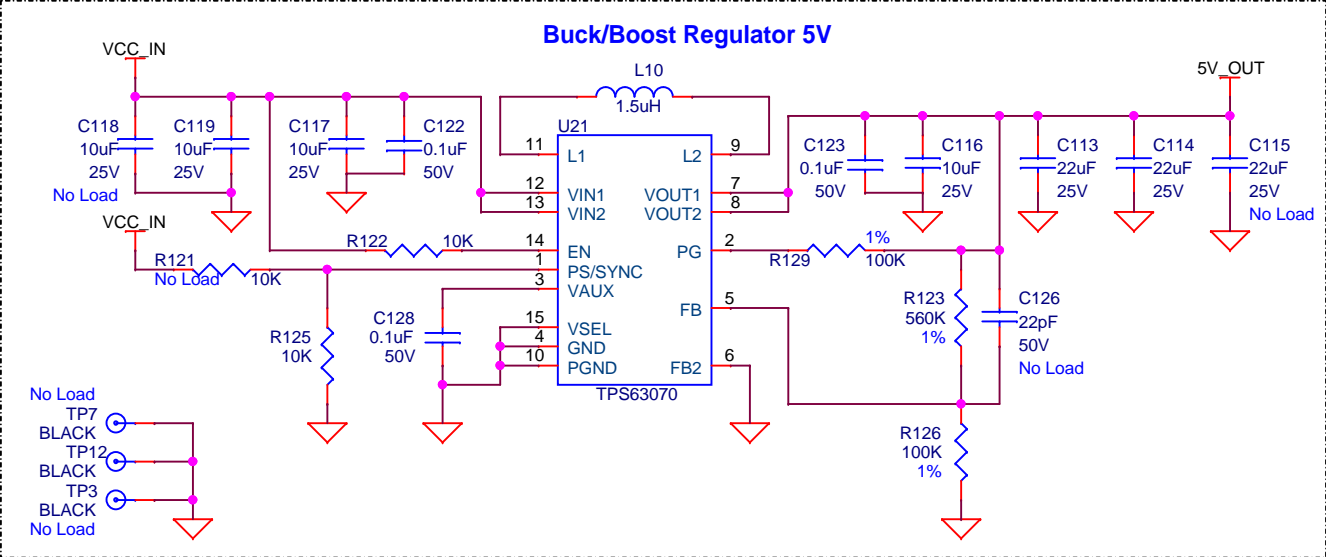 Buck/Boost Regulator 5V
VCC_IN
5V_OUT
L10
1.5uH
C118
10uF
25V
No Load
C119
10uF
25V
C117
10uF
25V
C122
0.1uF
50V
U21
11
L1
L2
9
12
VIN1
13
VIN2
VOUT1
7
VOUT2
8
14
EN
PG
2
1
PS/SYNC
3
VAUX
FB
5
15
VSEL
4
GND
10
PGND
FB2
6
TPS63070
C123
0.1uF
50V
C116
10uF
25V
C113
22uF
25V
C114
22uF
25V
C115
22uF
25V
No Load
VCC_IN
R122
10K
R121
No Load
10K
R125
10K
C128
0.1uF
50V
1%
R129
100K
R123
560K
1%
C126
22pF
50V
No Load
R126
100K
1%
No Load
TP7
BLACK
TP12
BLACK
TP3
BLACK
No Load